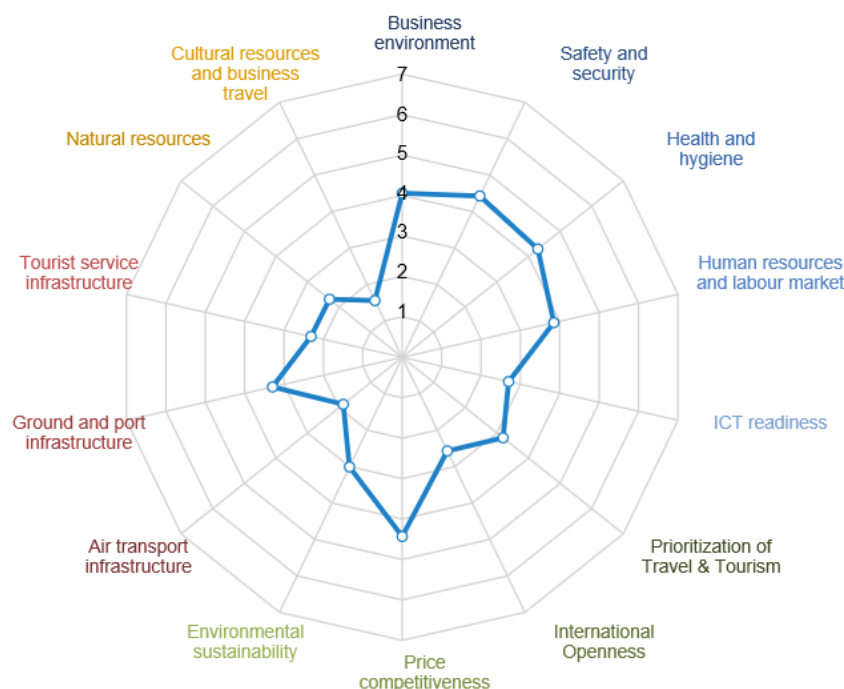 Business
environment
Safety and
security
Health and
hygiene
Human resources
and labour market
ICT readiness
Prioritization of
Travel & Tourism
International
Openness
Price
competitiveness
Environmental
sustainability
Air transport
infrastructure
Ground and port
infrastructure
Tourist service
infrastructure
Natural resources
Cultural resources
and business
travel
7
6
5
4
3
2
1